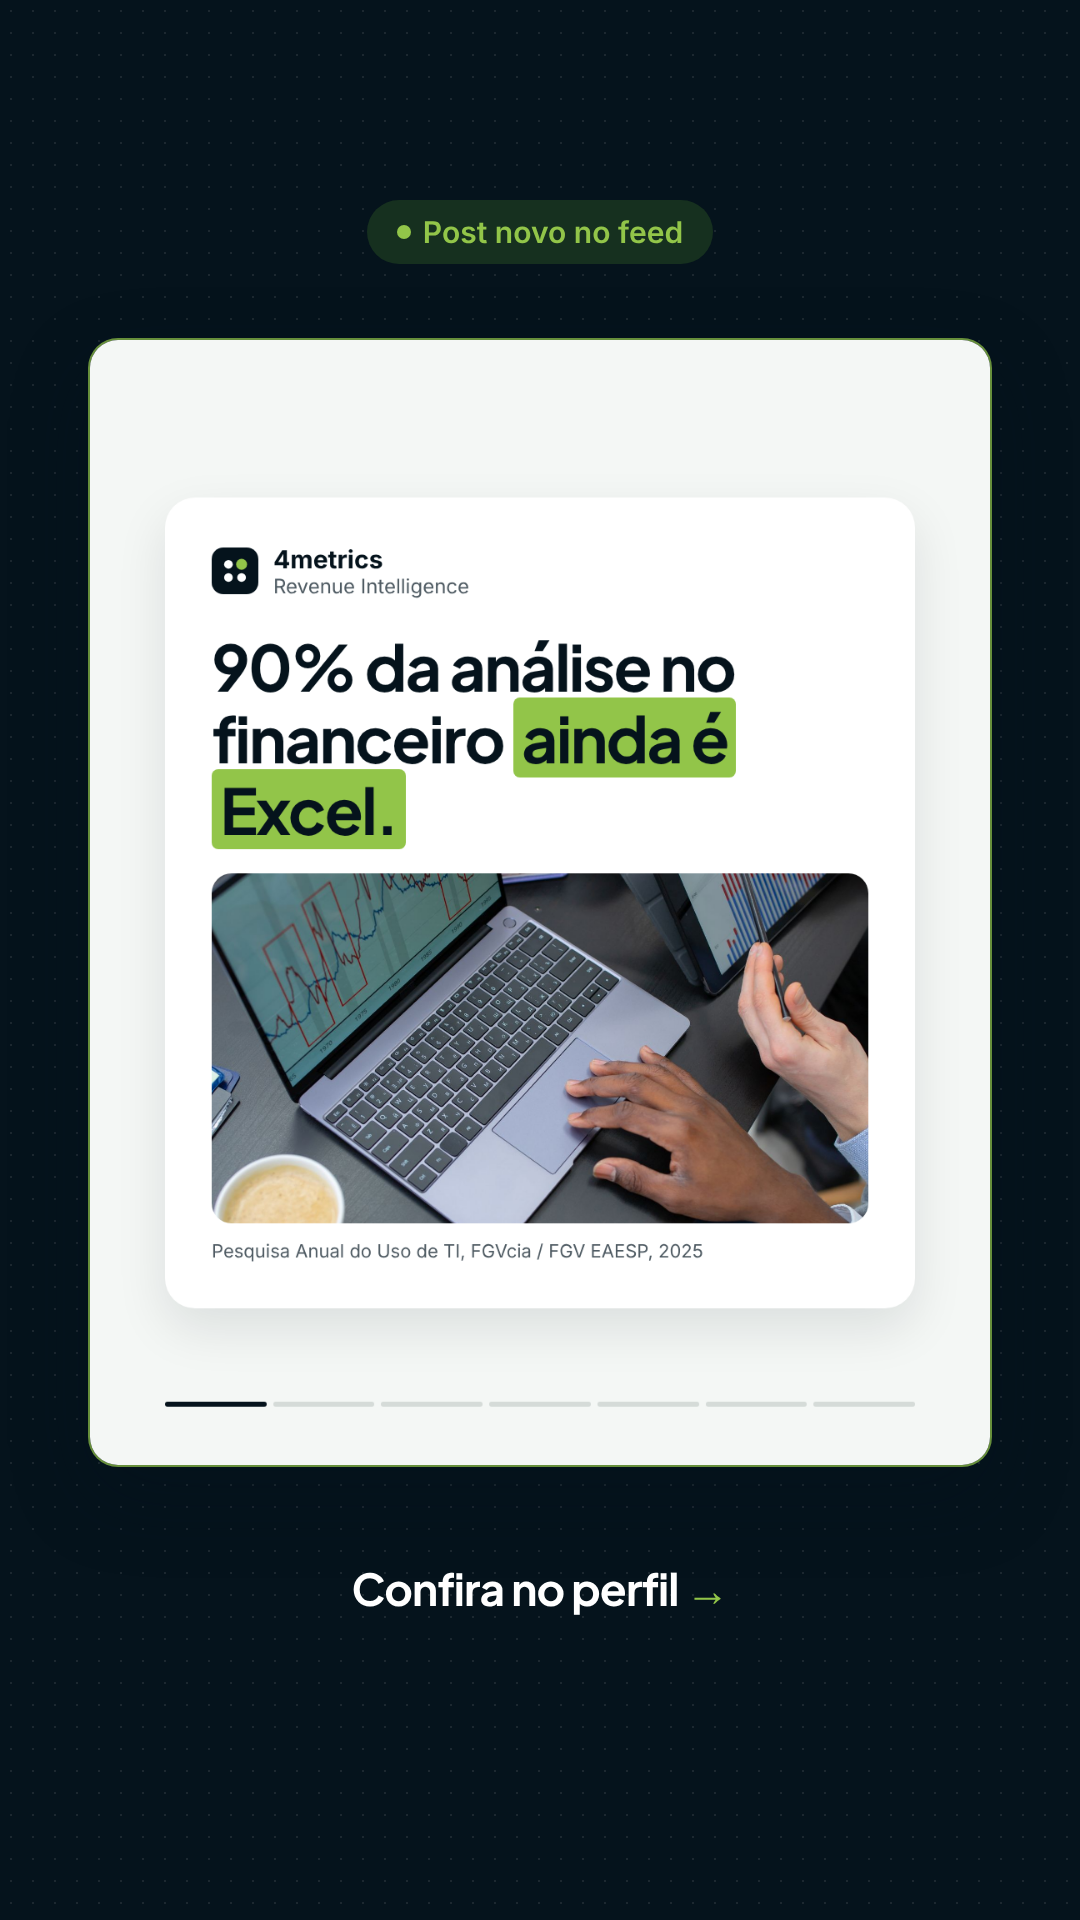 Post novo no feed
4metrics
Revenue Intelligence
90% da análise no
financeiro ainda é
Excel.
Pesquisa Anual do Uso de TI, FGVcia / FGV EAESP, 2025
Confira no perfil →